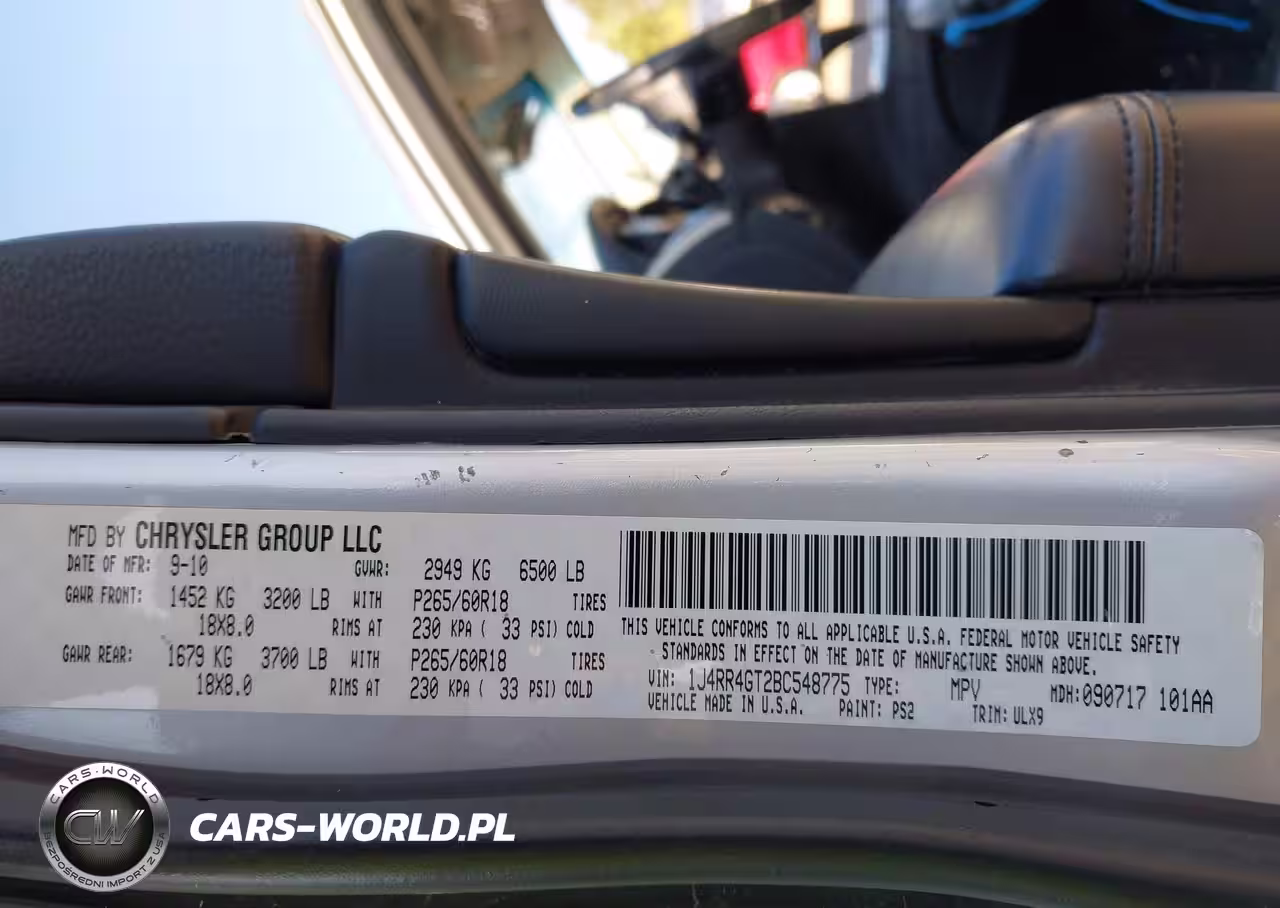 MFD BY CHRYSLER GROUP LLC
DATE OF MFR: 9-10 GVWR: 2949 KG 6500 LB
GAWR FRONT: 1452 KG 3200 LB WITH P265/60R18 TIRES
18X8.0 RIMS AT 230 KPA ( 33 PSI) COLD
GAWR REAR: 1679 KG 3700 LB WITH P265/60R18 TIRES
18X8.0 RIMS AT 230 KPA ( 33 PSI) COLD
THIS VEHICLE CONFORMS TO ALL APPLICABLE U.S.A. FEDERAL MOTOR VEHICLE SAFETY
STANDARDS IN EFFECT ON THE DATE OF MANUFACTURE SHOWN ABOVE.
VIN: 1J4RR4GT2BC548775 TYPE: MPV MDH: 090717 101AA
VEHICLE MADE IN U.S.A. PAINT: PS2 TRIM: ULX9
CARS-WORLD
CW
BEZPOŚREDNI IMPORT Z USA
CARS-WORLD.PL